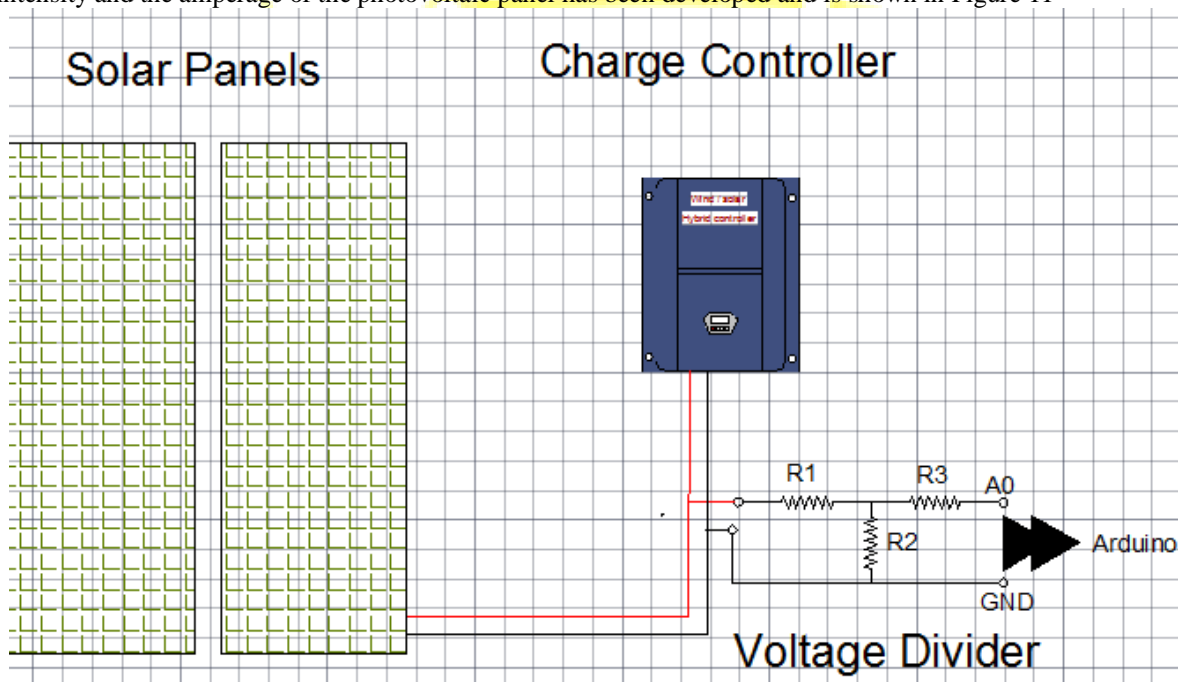 intensity and the amperage of the photovoltaic panel has been developed and is shown in Figure 11
Solar Panels
Charge Controller
Wind / solar
Hybrid controller
R1
R3
A0
R2
Arduino
GND
Voltage Divider